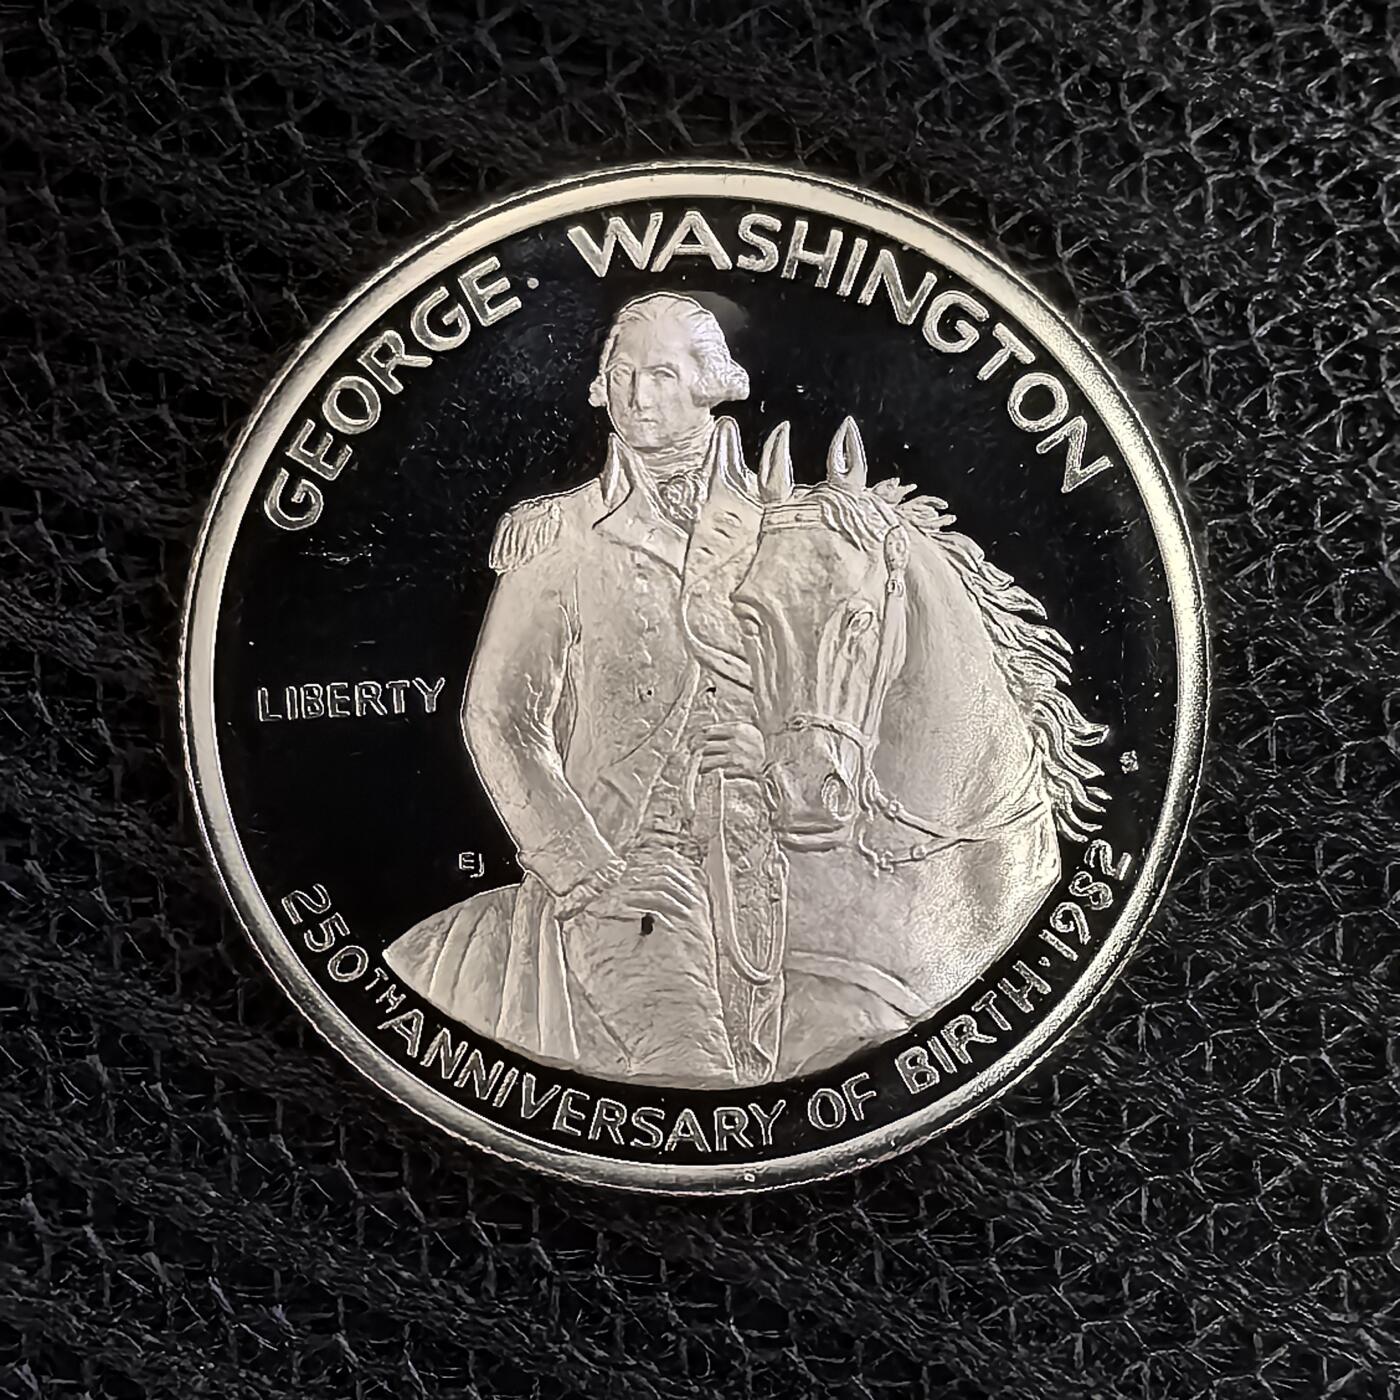 GEORGE · WASHINGTON
LIBERTY
EJ
S
250TH ANNIVERSARY OF BIRTH · 1982